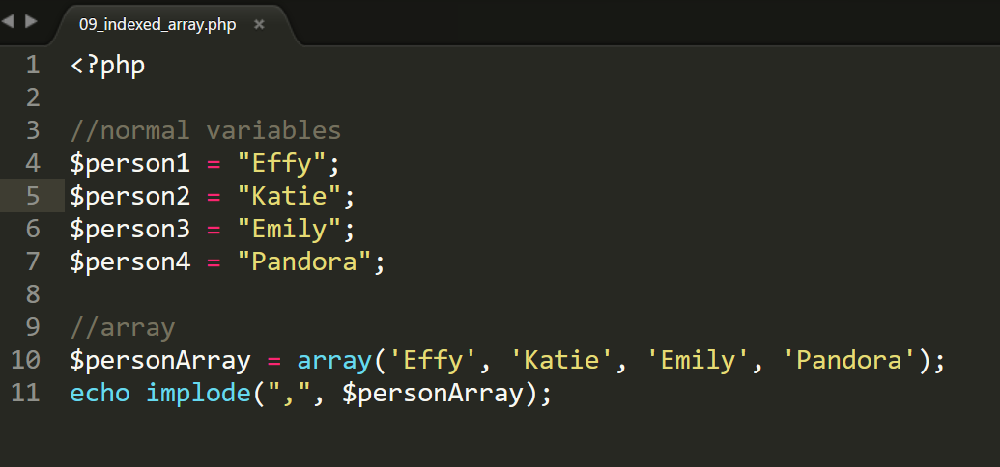 09_indexed_array.php ×
1 <?php
2
3 //normal variables
4 $person1 = "Effy";
5 $person2 = "Katie";
6 $person3 = "Emily";
7 $person4 = "Pandora";
8
9 //array
10 $personArray = array('Effy', 'Katie', 'Emily', 'Pandora');
11 echo implode(",", $personArray);